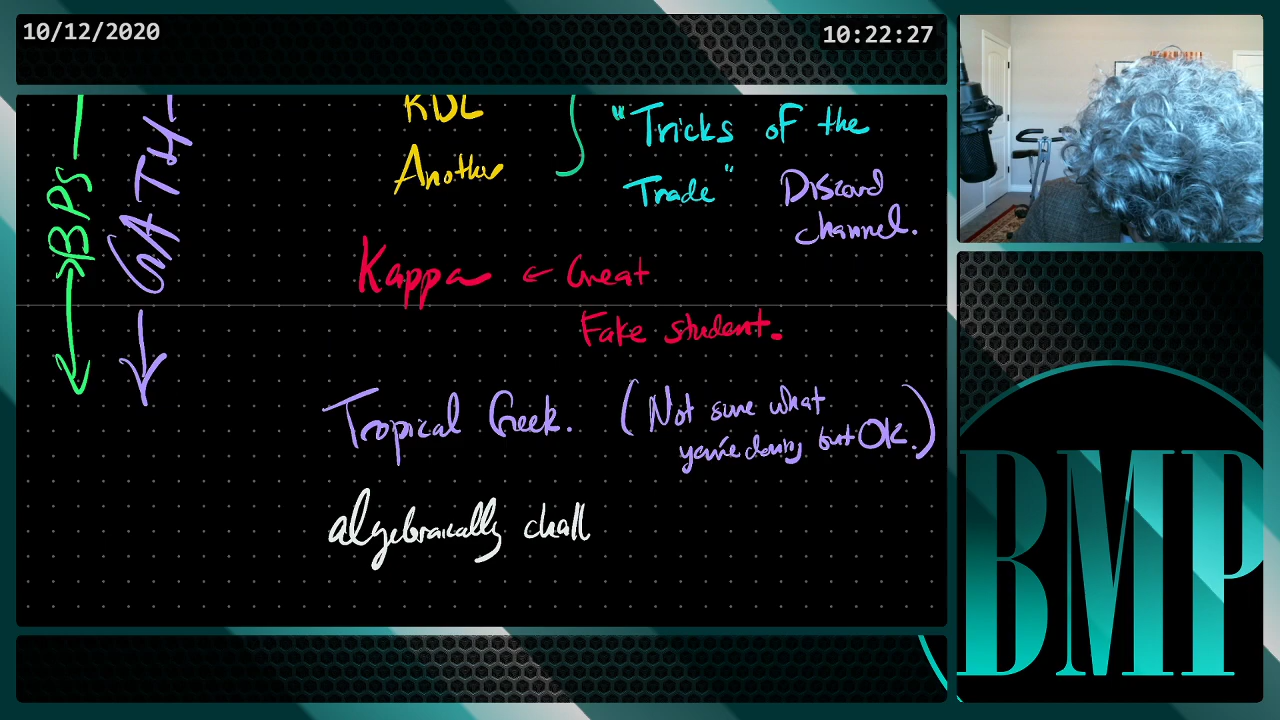 10/12/2020
10:22:27
KDL
Another
"Tricks of the
Trade"
Discord
channel.
BPS
GATH
Kappa ← Great
Fake student.
Tropical Geek. (Not sure what
you're doing but OK.)
algebraically chall
BMP